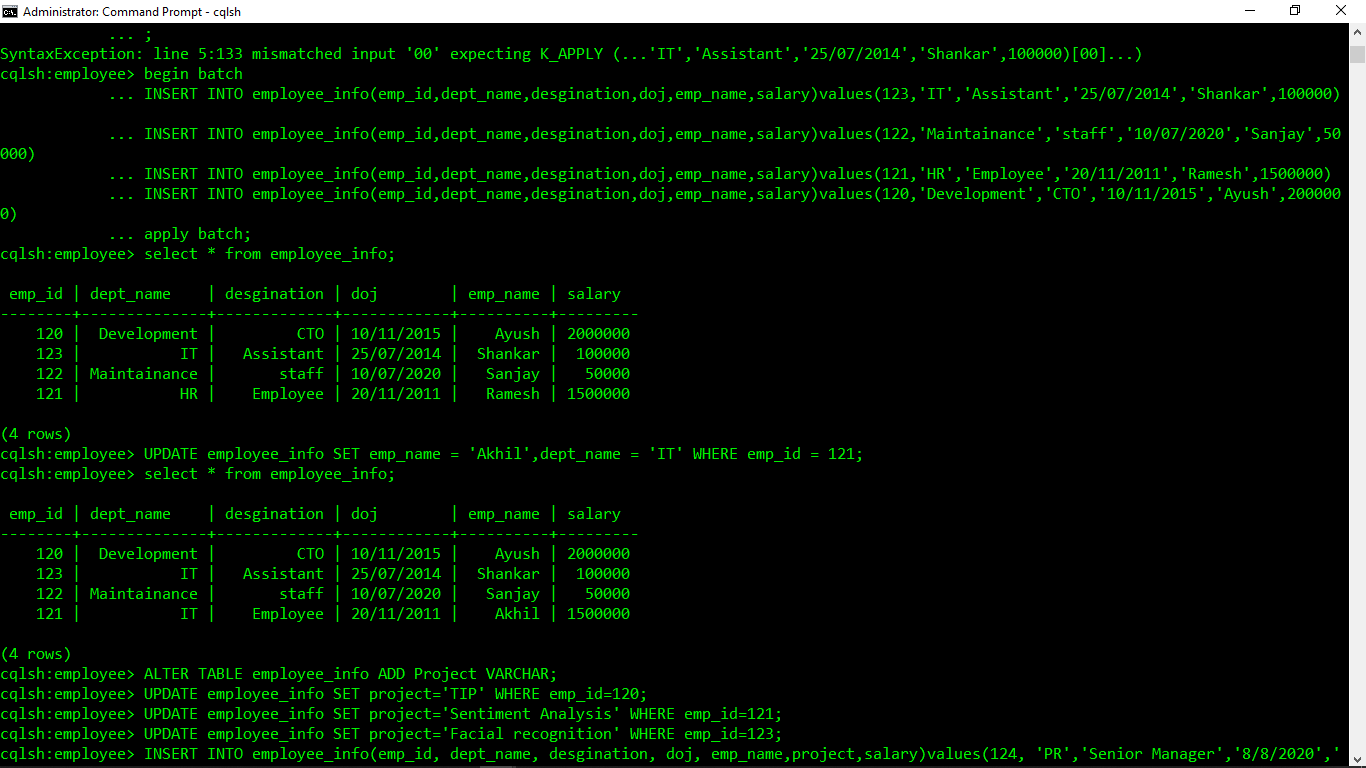 Administrator: Command Prompt - cqlsh
... ;
SyntaxException: line 5:133 mismatched input '00' expecting K_APPLY (...'IT','Assistant','25/07/2014','Shankar',100000)[00]...)
cqlsh:employee> begin batch
... INSERT INTO employee_info(emp_id,dept_name,desgination,doj,emp_name,salary)values(123,'IT','Assistant','25/07/2014','Shankar',100000)
... INSERT INTO employee_info(emp_id,dept_name,desgination,doj,emp_name,salary)values(122,'Maintainance','staff','10/07/2020','Sanjay',50
000)
... INSERT INTO employee_info(emp_id,dept_name,desgination,doj,emp_name,salary)values(121,'HR','Employee','20/11/2011','Ramesh',1500000)
... INSERT INTO employee_info(emp_id,dept_name,desgination,doj,emp_name,salary)values(120,'Development','CTO','10/11/2015','Ayush',200000
0)
... apply batch;
cqlsh:employee> select * from employee_info;
emp_id | dept_name | desgination | doj | emp_name | salary
--------+--------------+-------------+------------+----------+---------
120 | Development | CTO | 10/11/2015 | Ayush | 2000000
123 | IT | Assistant | 25/07/2014 | Shankar | 100000
122 | Maintainance | staff | 10/07/2020 | Sanjay | 50000
121 | HR | Employee | 20/11/2011 | Ramesh | 1500000
(4 rows)
cqlsh:employee> UPDATE employee_info SET emp_name = 'Akhil',dept_name = 'IT' WHERE emp_id = 121;
cqlsh:employee> select * from employee_info;
emp_id | dept_name | desgination | doj | emp_name | salary
--------+--------------+-------------+------------+----------+---------
120 | Development | CTO | 10/11/2015 | Ayush | 2000000
123 | IT | Assistant | 25/07/2014 | Shankar | 100000
122 | Maintainance | staff | 10/07/2020 | Sanjay | 50000
121 | IT | Employee | 20/11/2011 | Akhil | 1500000
(4 rows)
cqlsh:employee> ALTER TABLE employee_info ADD Project VARCHAR;
cqlsh:employee> UPDATE employee_info SET project='TIP' WHERE emp_id=120;
cqlsh:employee> UPDATE employee_info SET project='Sentiment Analysis' WHERE emp_id=121;
cqlsh:employee> UPDATE employee_info SET project='Facial recognition' WHERE emp_id=123;
cqlsh:employee> INSERT INTO employee_info(emp_id, dept_name, desgination, doj, emp_name,project,salary)values(124, 'PR','Senior Manager','8/8/2020','